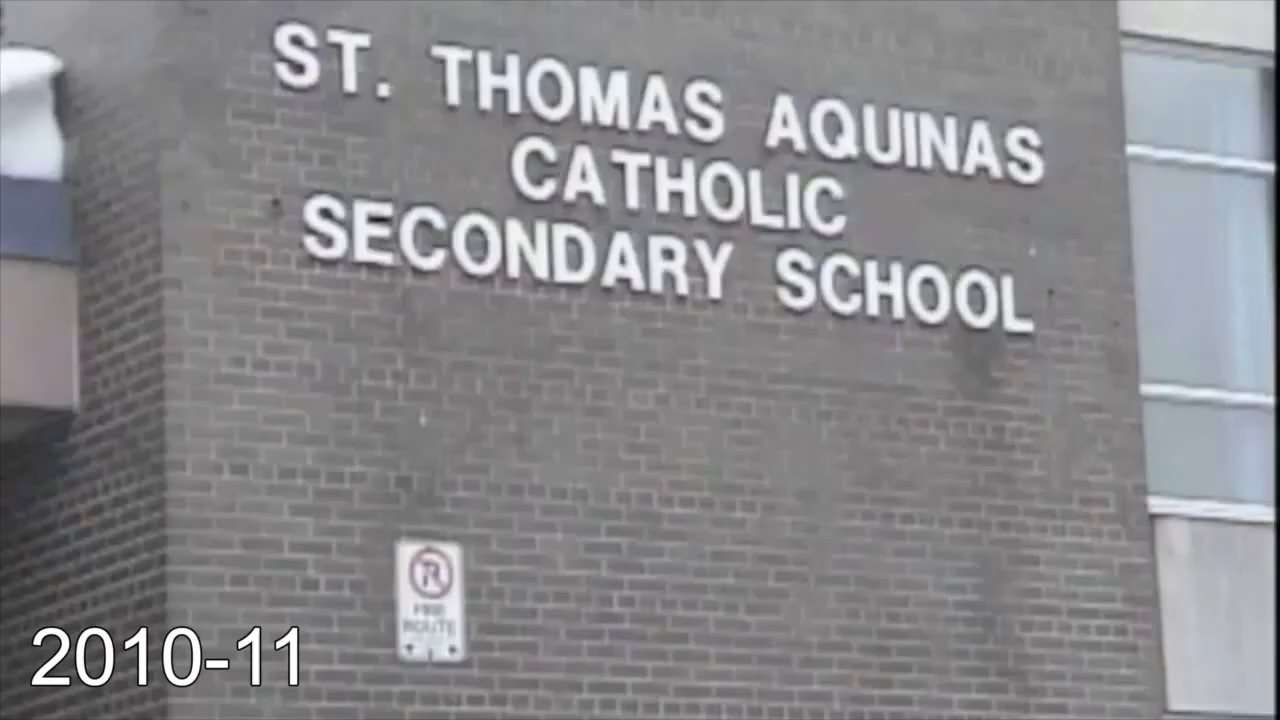 ST. THOMAS AQUINAS
CATHOLIC
SECONDARY SCHOOL
FIRE
ROUTE
2010-11